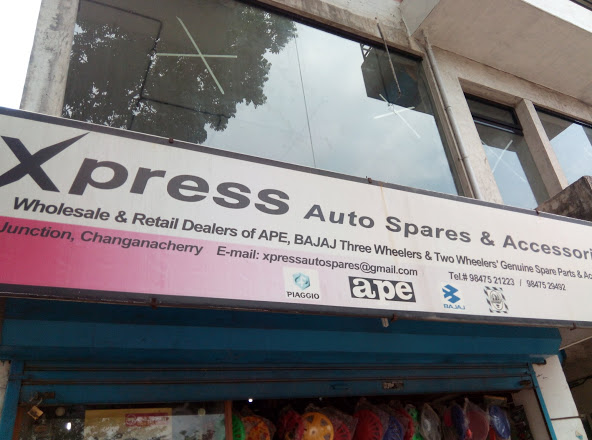 Xpress Auto Spares & Accessori
Wholesale & Retail Dealers of APE, BAJAJ Three Wheelers & Two Wheelers' Genuine Spare Parts & Ac
Junction, Changanacherry E-mail: xpressautospares@gmail.com
Tel.# 98475 21223 / 98475 29492
PIAGGIO
ape
BAJAJ